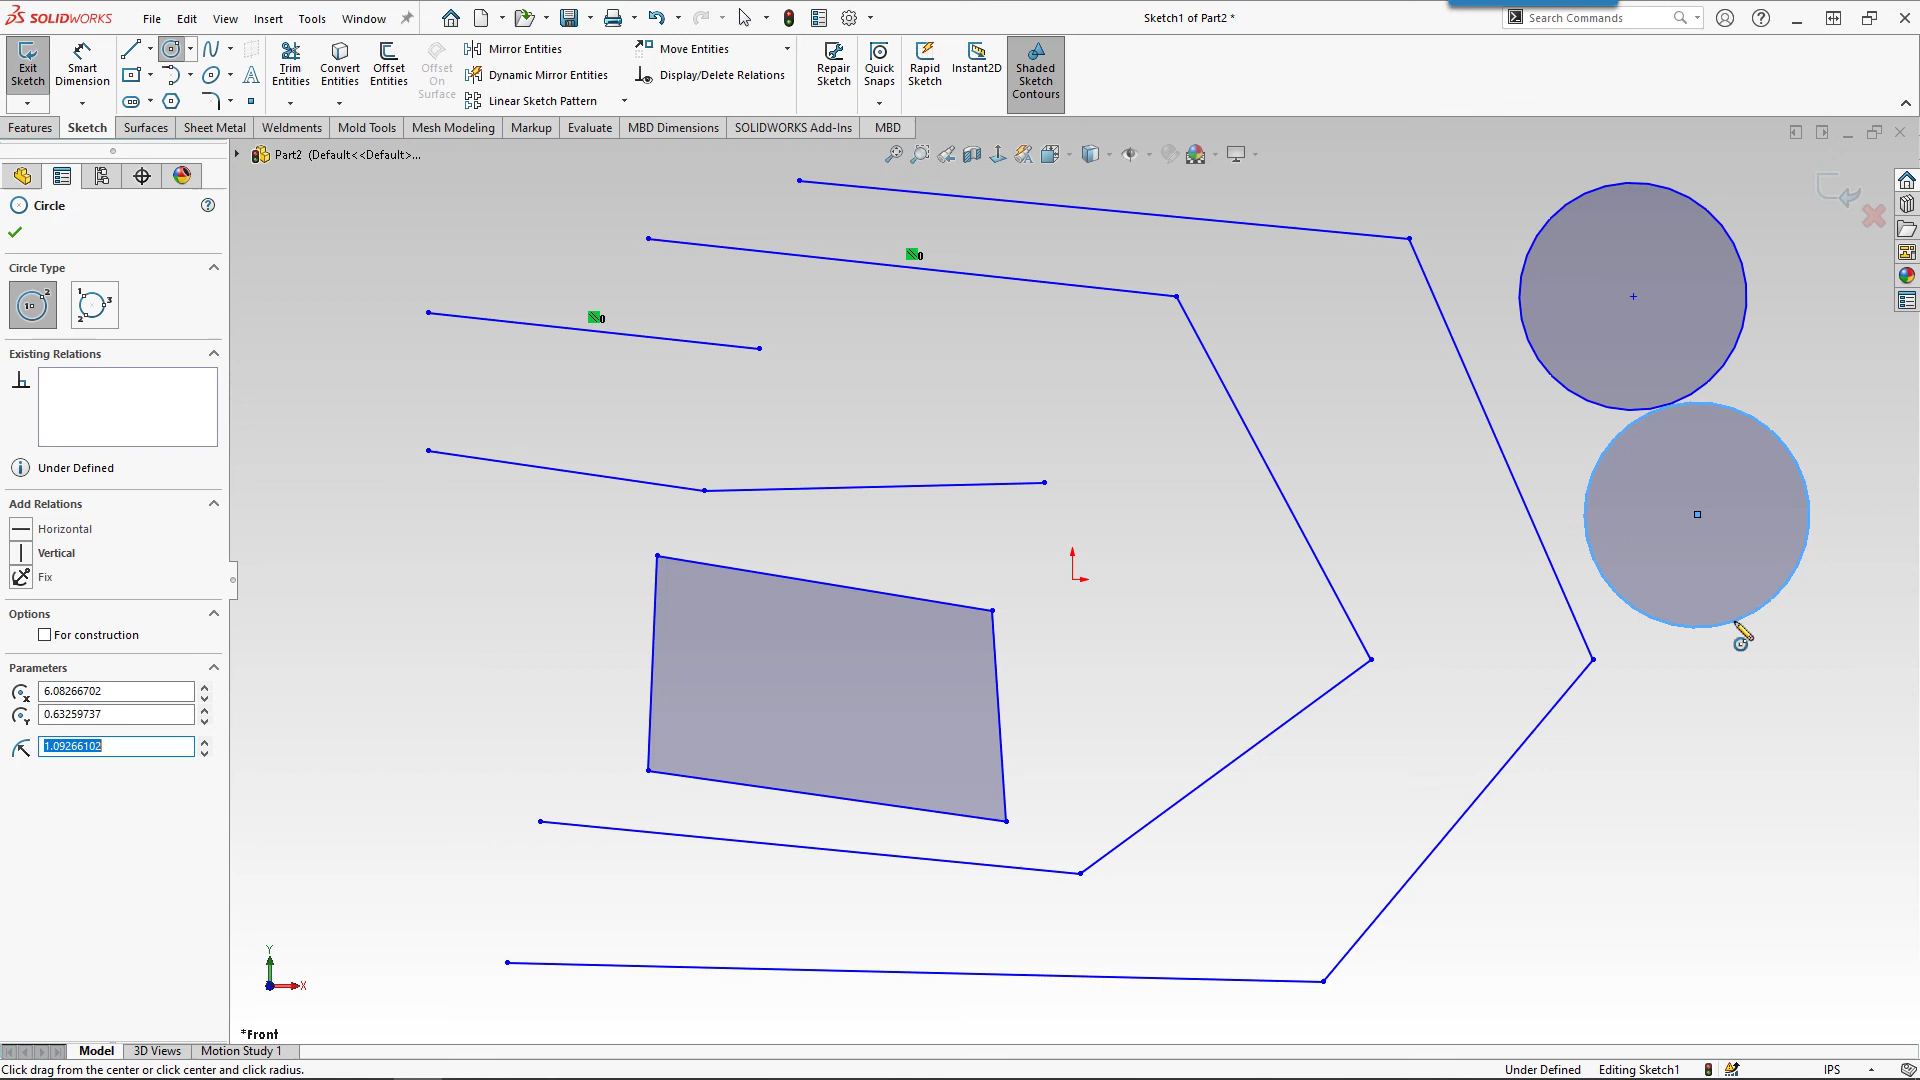 SOLIDWORKS File Edit View Insert Tools Window Sketch1 of Part2 * Search Commands
Exit Sketch
Smart Dimension
Trim Entities
Convert Entities
Offset Entities
Offset On Surface
Mirror Entities
Dynamic Mirror Entities
Linear Sketch Pattern
Move Entities
Display/Delete Relations
Repair Sketch
Quick Snaps
Rapid Sketch
Instant2D
Shaded Sketch Contours
Features Sketch Surfaces Sheet Metal Weldments Mold Tools Mesh Modeling Markup Evaluate MBD Dimensions SOLIDWORKS Add-Ins MBD
Part2 (Default<<Default>...
Circle
Circle Type
Existing Relations
Under Defined
Add Relations
Horizontal
Vertical
Fix
Options
For construction
Parameters
6.08266702
0.63259737
1.09266102
0
0
Y
X
*Front
Model 3D Views Motion Study 1
Click drag from the center or click center and click radius. Under Defined Editing Sketch1 IPS